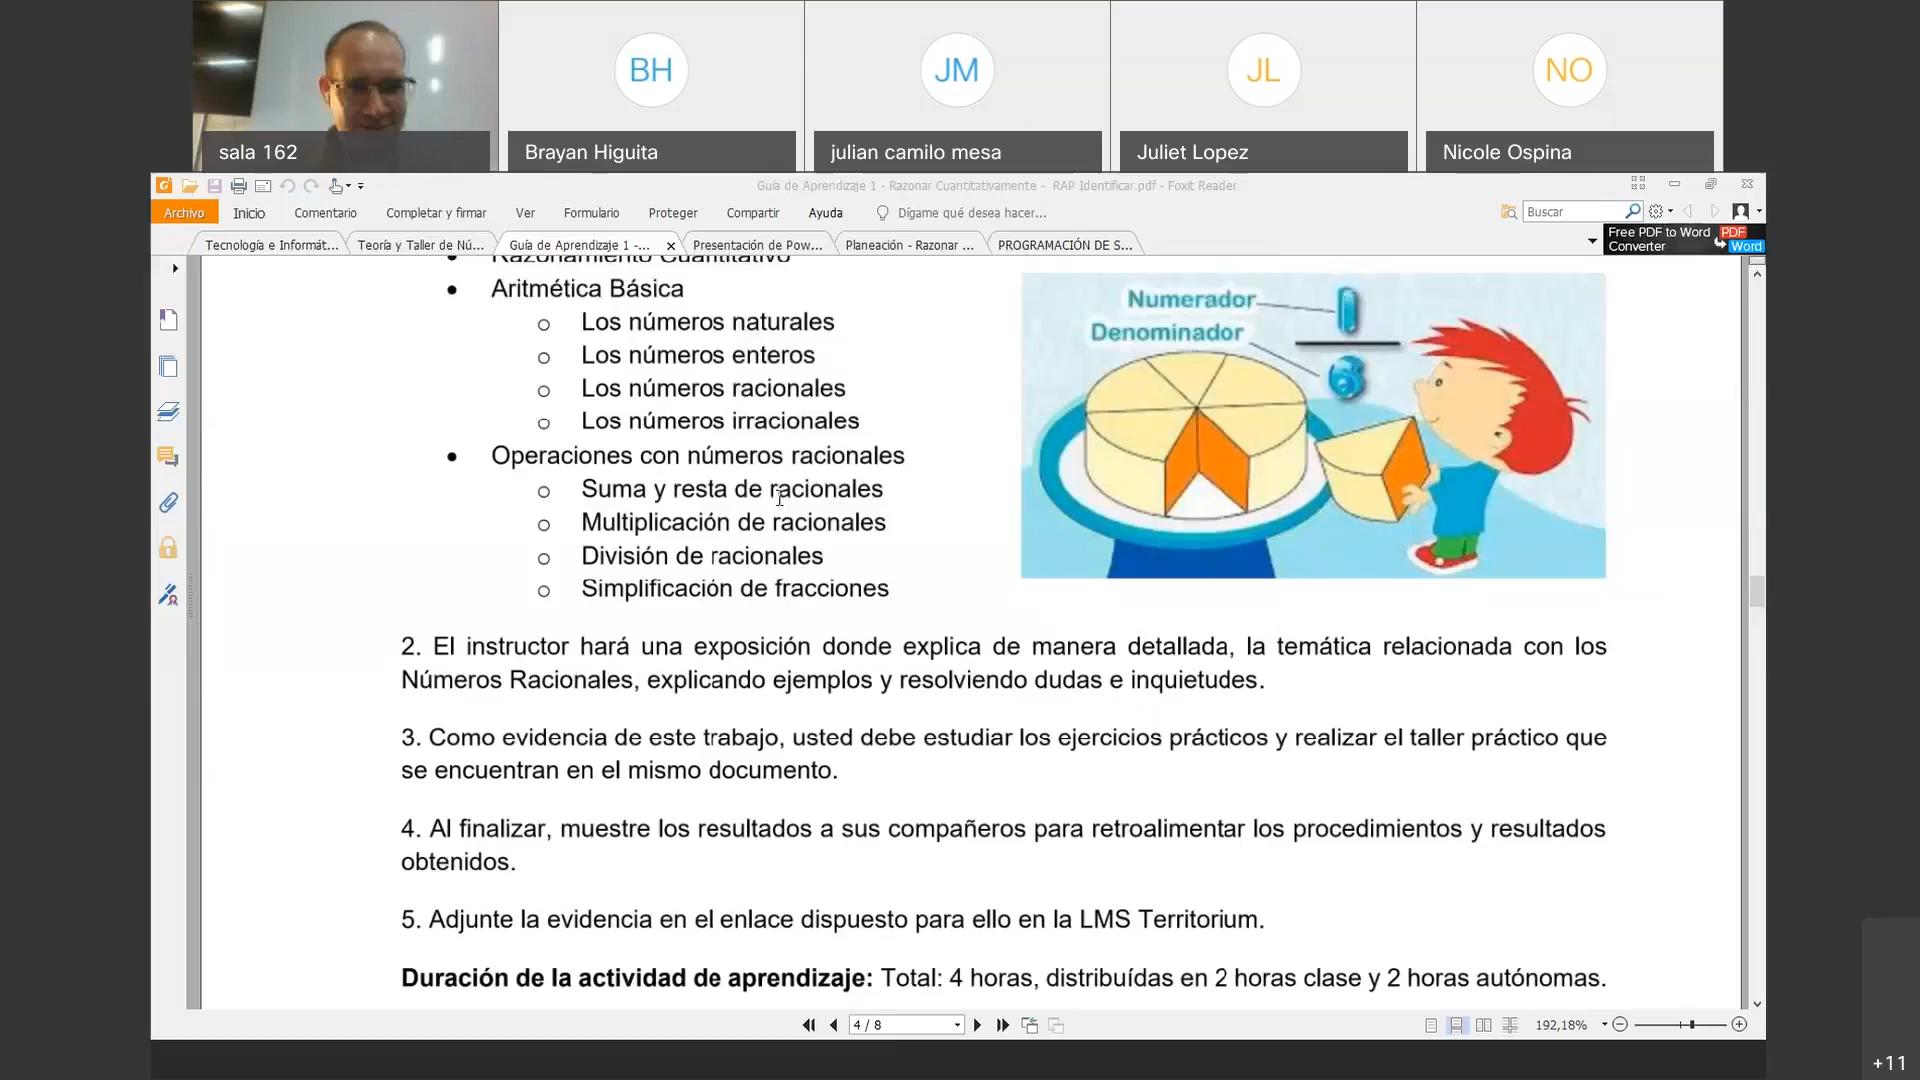 BH
JM
JL
NO
sala 162
Brayan Higuita
julian camilo mesa
Juliet Lopez
Nicole Ospina
Guía de Aprendizaje 1 - Razonar Cuantitativamente - RAP Identificar.pdf - Foxit Reader
Archivo Inicio Comentario Completar y firmar Ver Formulario Proteger Compartir Ayuda Dígame qué desea hacer... Buscar
Tecnología e Informát... Teoría y Taller de Nú... Guía de Aprendizaje 1 -... Presentación de Pow... Planeación - Razonar ... PROGRAMACIÓN DE S...
Free PDF to Word
Converter
PDF
Word
Razonamiento Cuantitativo
• Aritmética Básica
o Los números naturales
o Los números enteros
o Los números racionales
o Los números irracionales
• Operaciones con números racionales
o Suma y resta de racionales
o Multiplicación de racionales
o División de racionales
o Simplificación de fracciones
Numerador
Denominador
1
8
2. El instructor hará una exposición donde explica de manera detallada, la temática relacionada con los
Números Racionales, explicando ejemplos y resolviendo dudas e inquietudes.
3. Como evidencia de este trabajo, usted debe estudiar los ejercicios prácticos y realizar el taller práctico que
se encuentran en el mismo documento.
4. Al finalizar, muestre los resultados a sus compañeros para retroalimentar los procedimientos y resultados
obtenidos.
5. Adjunte la evidencia en el enlace dispuesto para ello en la LMS Territorium.
Duración de la actividad de aprendizaje: Total: 4 horas, distribuídas en 2 horas clase y 2 horas autónomas.
4 / 8
192,18%
+11